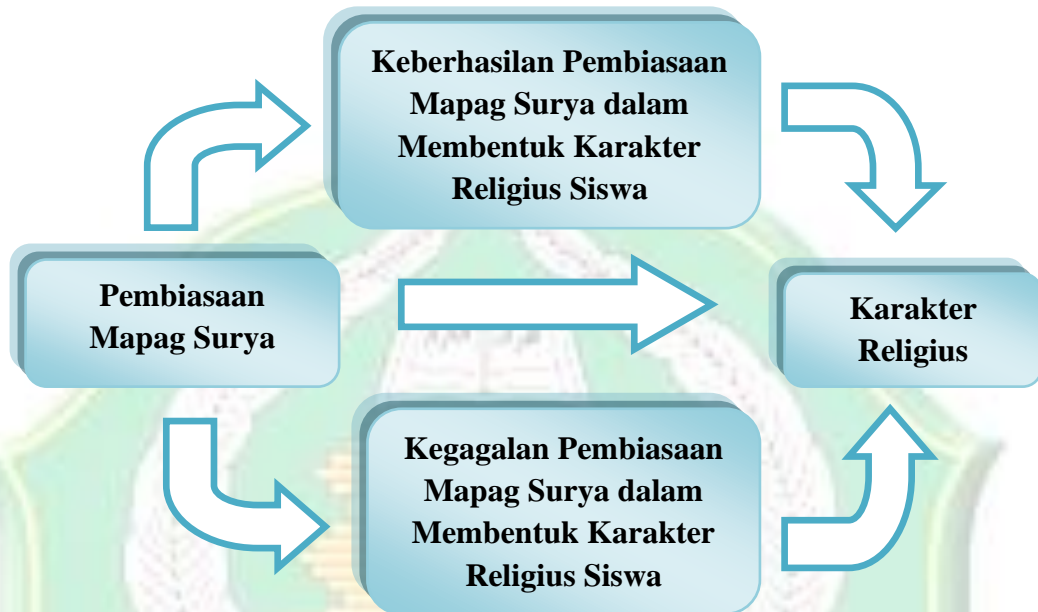 Keberhasilan Pembiasaan
Mapag Surya dalam
Membentuk Karakter
Religius Siswa
Pembiasaan
Mapag Surya
Karakter
Religius
Kegagalan Pembiasaan
Mapag Surya dalam
Membentuk Karakter
Religius Siswa